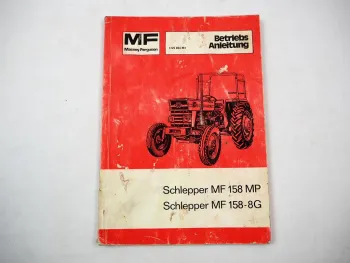 MF
Massey Ferguson
Betriebs
Anleitung
Schlepper MF 158 MP
Schlepper MF 158-8G